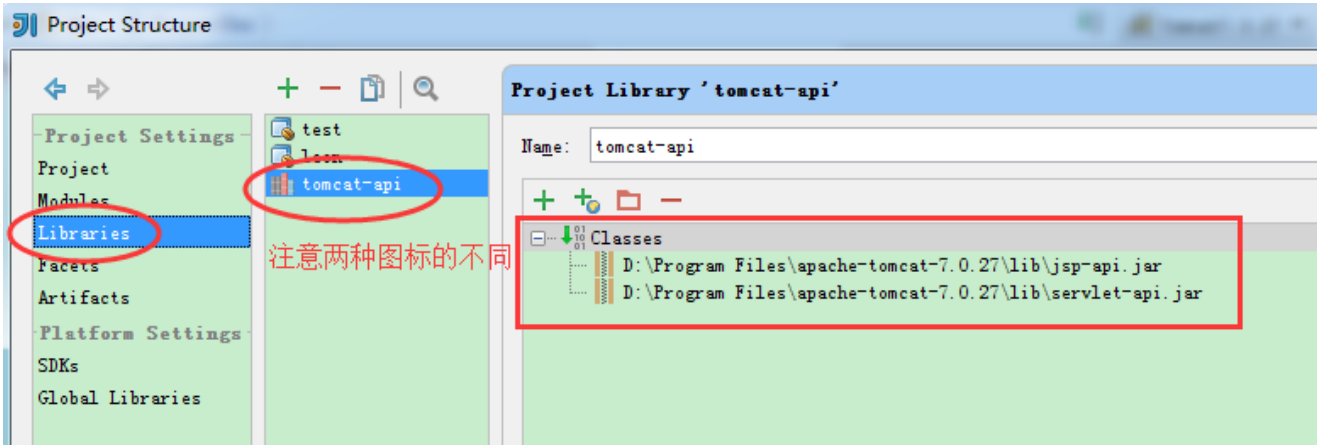 Project Structure
Project Settings
Project
Modules
Libraries
Facets
Artifacts
Platform Settings
SDKs
Global Libraries
test
tomcat-api
注意两种图标的不同
Project Library 'tomcat-api'
Name: tomcat-api
Classes
D:\Program Files\apache-tomcat-7.0.27\lib\jsp-api.jar
D:\Program Files\apache-tomcat-7.0.27\lib\servlet-api.jar